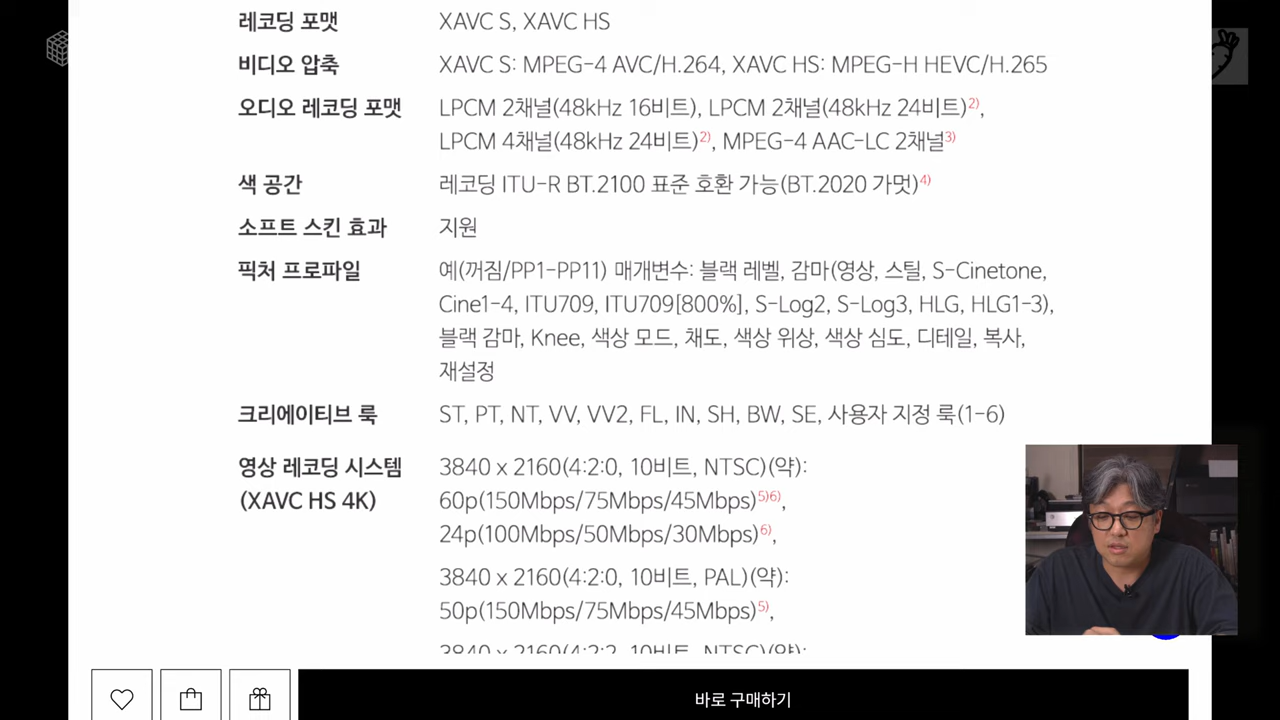 레코딩 포맷 XAVC S, XAVC HS
비디오 압축 XAVC S: MPEG-4 AVC/H.264, XAVC HS: MPEG-H HEVC/H.265
오디오 레코딩 포맷 LPCM 2채널(48kHz 16비트), LPCM 2채널(48kHz 24비트)2),
LPCM 4채널(48kHz 24비트)2), MPEG-4 AAC-LC 2채널3)
색 공간 레코딩 ITU-R BT.2100 표준 호환 가능(BT.2020 가멋)4)
소프트 스킨 효과 지원
픽처 프로파일 예(꺼짐/PP1-PP11) 매개변수: 블랙 레벨, 감마(영상, 스틸, S-Cinetone,
Cine1-4, ITU709, ITU709[800%], S-Log2, S-Log3, HLG, HLG1-3),
블랙 감마, Knee, 색상 모드, 채도, 색상 위상, 색상 심도, 디테일, 복사,
재설정
크리에이티브 룩 ST, PT, NT, VV, VV2, FL, IN, SH, BW, SE, 사용자 지정 룩(1-6)
영상 레코딩 시스템 3840 x 2160(4:2:0, 10비트, NTSC)(약):
(XAVC HS 4K) 60p(150Mbps/75Mbps/45Mbps)5)6),
24p(100Mbps/50Mbps/30Mbps)6),
3840 x 2160(4:2:0, 10비트, PAL)(약):
50p(150Mbps/75Mbps/45Mbps)5),
3840 x 2160(4:2:2, 10비트, NTSC)(약):
바로 구매하기